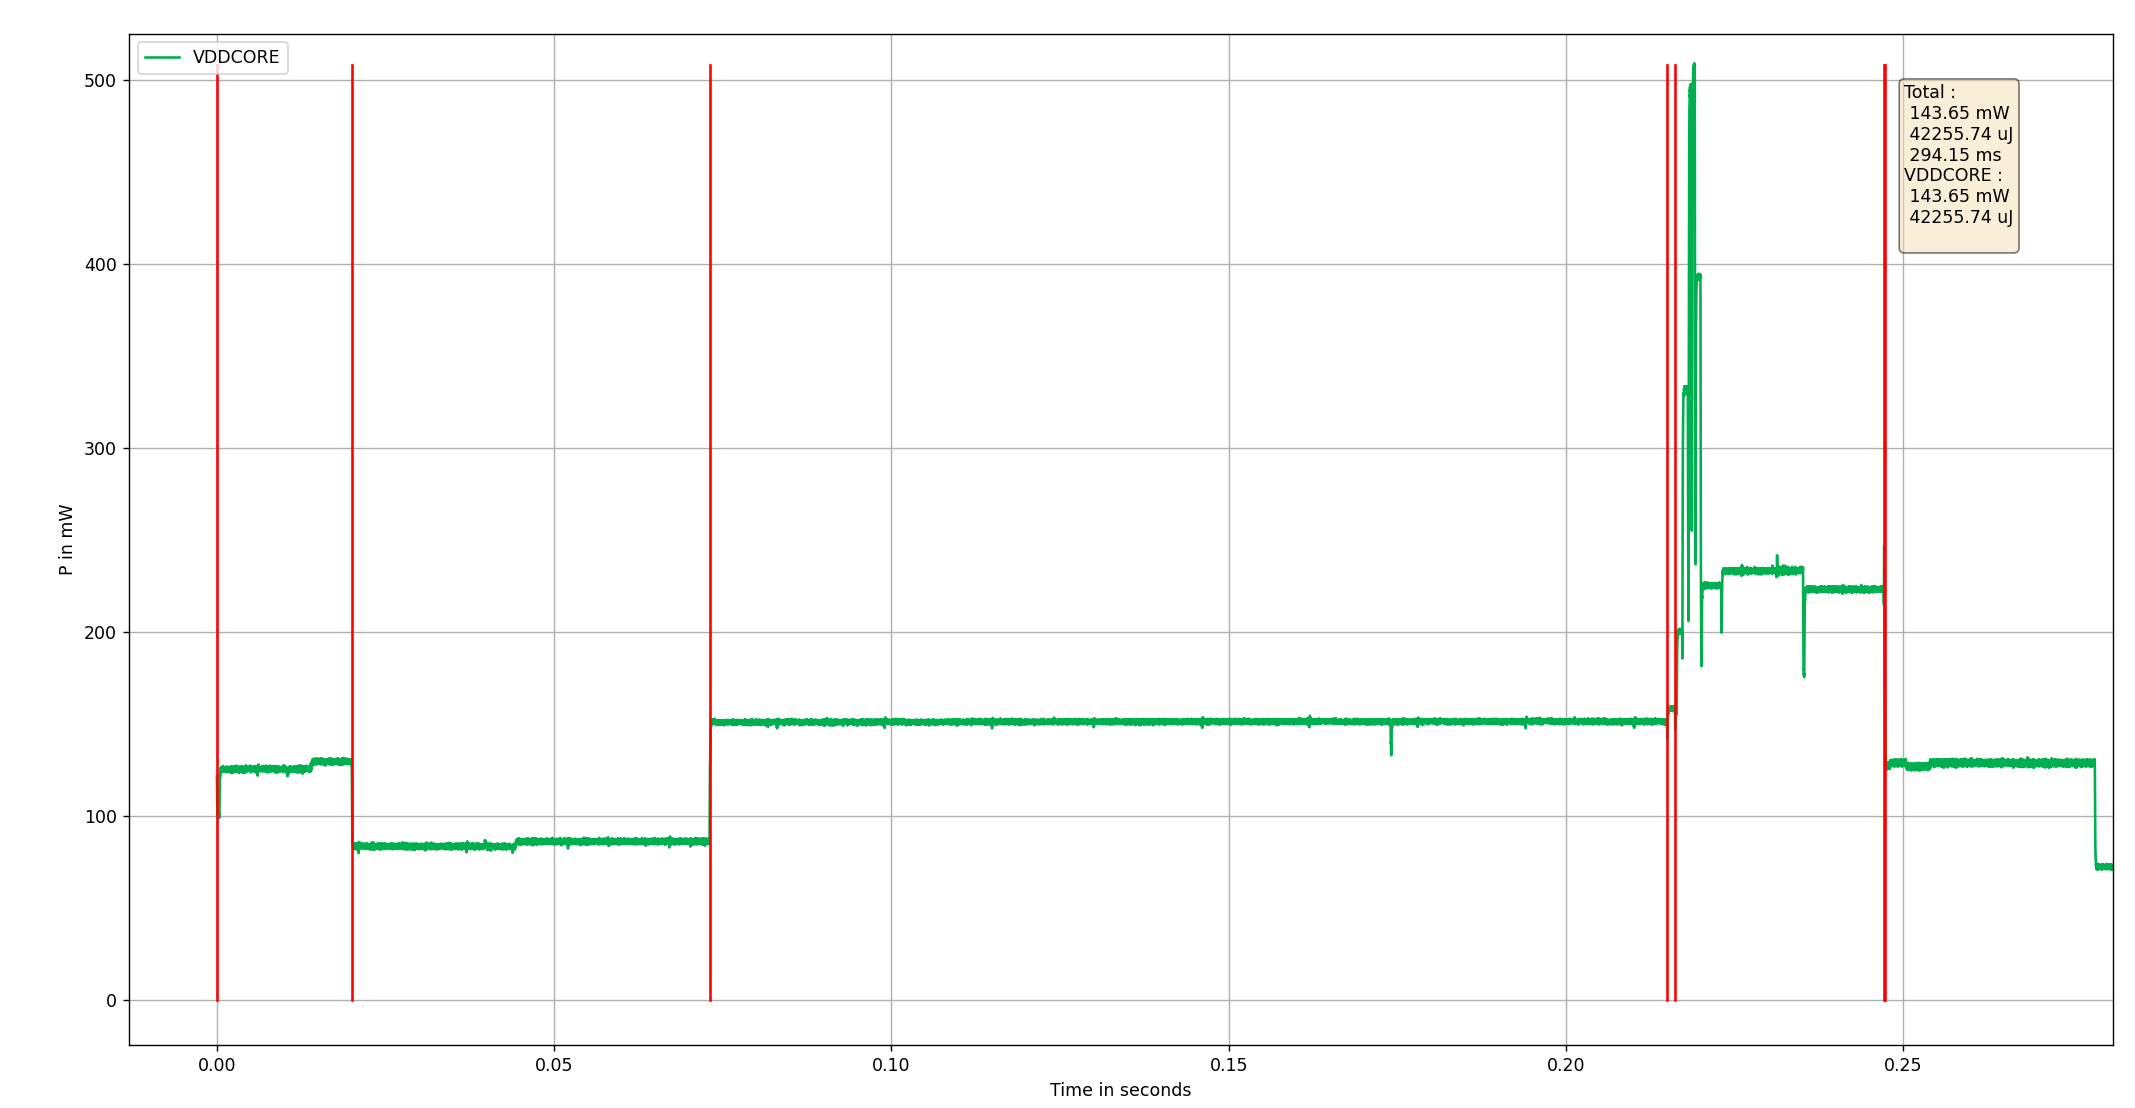 VDDCORE
500
400
300
200
100
0
P in mW
Total :
143.65 mW
42255.74 uJ
294.15 ms
VDDCORE :
143.65 mW
42255.74 uJ
0.00 0.05 0.10 0.15 0.20 0.25
Time in seconds